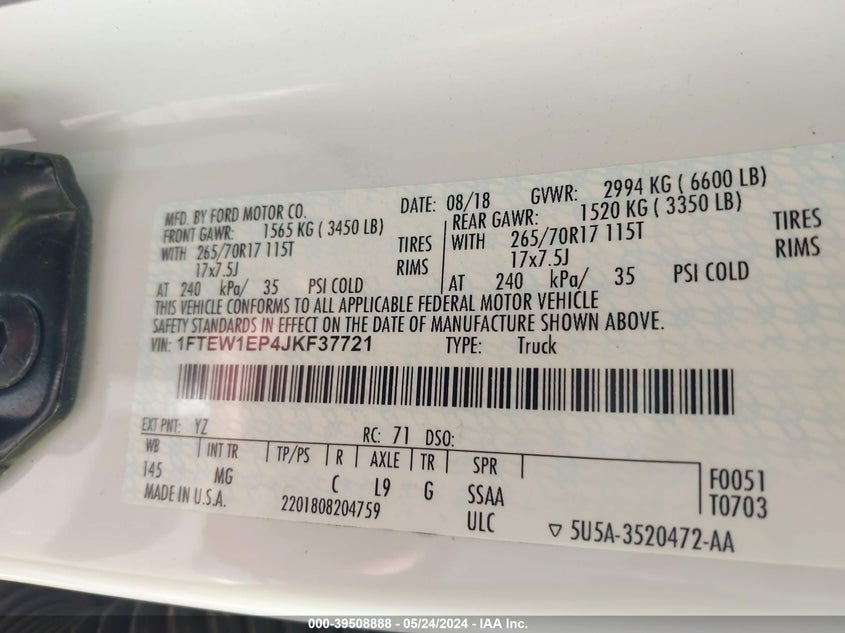 MFD. BY FORD MOTOR CO. DATE: 08/18 GVWR: 2994 KG ( 6600 LB)
FRONT GAWR: 1565 KG ( 3450 LB) REAR GAWR: 1520 KG ( 3350 LB)
WITH 265/70R17 115T TIRES WITH 265/70R17 115T TIRES
17x7.5J RIMS 17x7.5J RIMS
AT 240 kPa/ 35 PSI COLD AT 240 kPa/ 35 PSI COLD
THIS VEHICLE CONFORMS TO ALL APPLICABLE FEDERAL MOTOR VEHICLE
SAFETY STANDARDS IN EFFECT ON THE DATE OF MANUFACTURE SHOWN ABOVE.
VIN: 1FTEW1EP4JKF37721 TYPE: Truck
EXT PNT: YZ RC: 71 DSO:
WB INT TR TP/PS R AXLE TR SPR
145 MG C L9 G SSAA F0051
MADE IN U.S.A. 2201808204759 ULC T0703
▽ 5U5A-3520472-AA
000-39508888 - 05/24/2024 - IAA Inc.